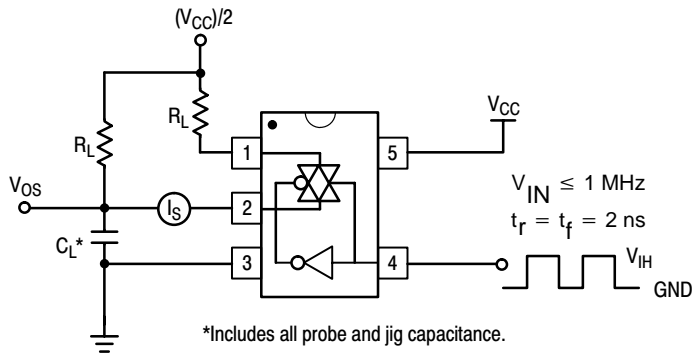 (VCC)/2
RL
RL
VCC
1
5
VOS
IS
2
VIN ≤ 1 MHz
tr = tf = 2 ns
CL*
3
4
VIH
GND
*Includes all probe and jig capacitance.